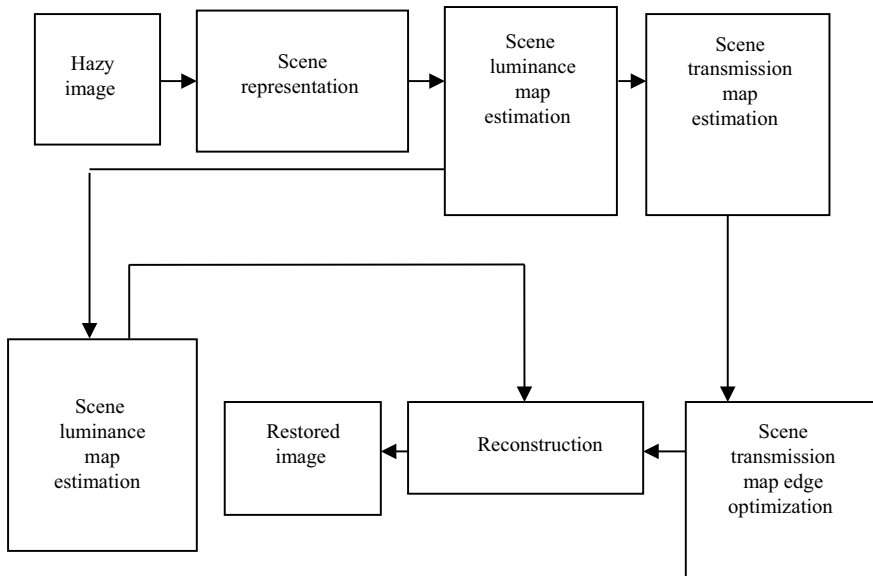 Hazy
image
Scene
representation
Scene
luminance
map
estimation
Scene
transmission
map
estimation
Scene
luminance
map
estimation
Restored
image
Reconstruction
Scene
transmission
map edge
optimization